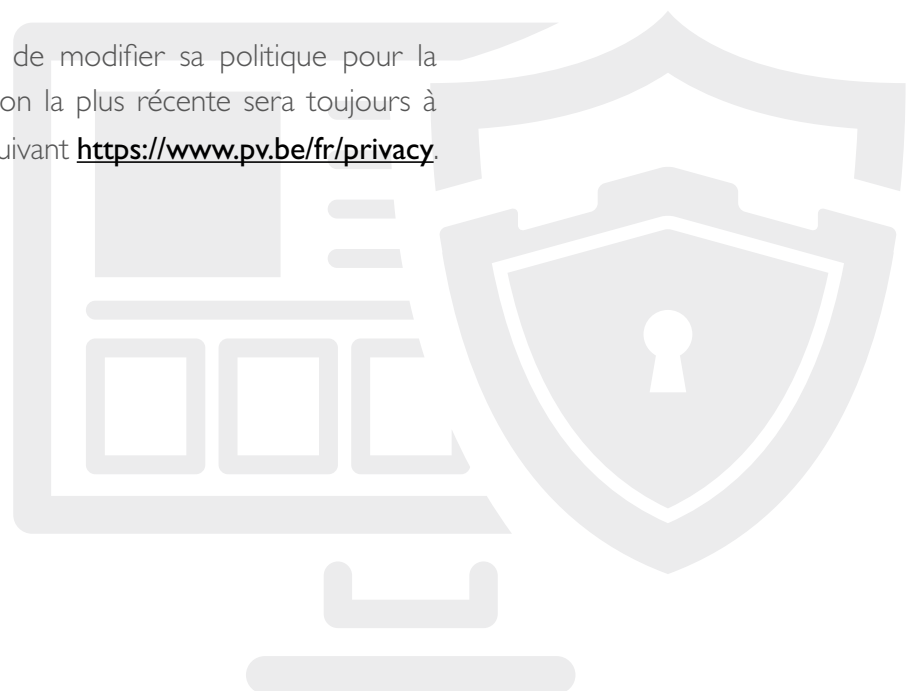 de modifier sa politique pour la
on la plus récente sera toujours à
uivant https://www.pv.be/fr/privacy.